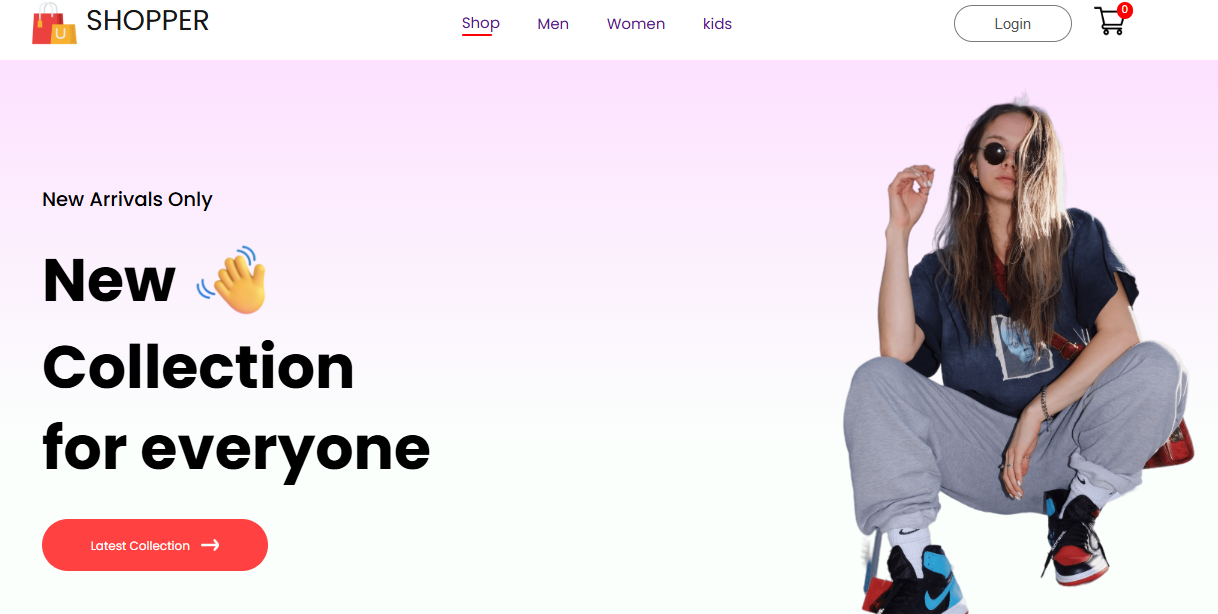 SHOPPER
Shop
Men
Women
kids
Login
0
U
New Arrivals Only
New
Collection
for everyone
Latest Collection